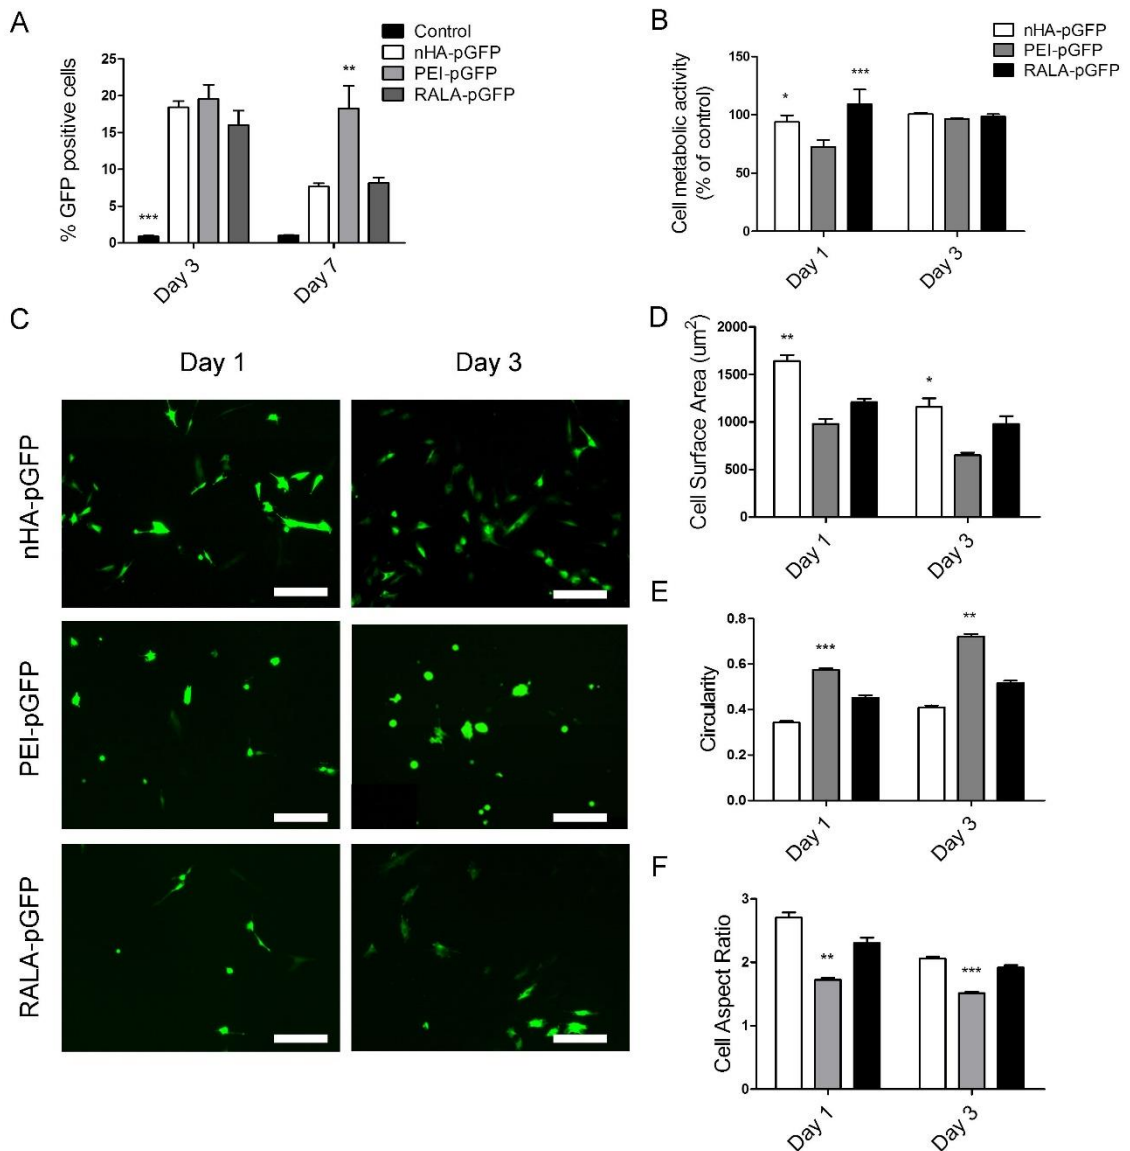 A
Control
nHA-pGFP
PEI-pGFP
RALA-pGFP
% GFP positive cells
25
20
15
10
5
0
***
**
Day 3
Day 7
B
nHA-pGFP
PEI-pGFP
RALA-pGFP
Cell metabolic activity
(% of control)
150
100
50
0
*
***
Day 1
Day 3
C
Day 1
Day 3
nHA-pGFP
PEI-pGFP
RALA-pGFP
D
Cell Surface Area (um²)
2000
1500
1000
500
0
**
*
Day 1
Day 3
E
Circularity
0.8
0.6
0.4
0.2
0.0
***
**
Day 1
Day 3
F
Cell Aspect Ratio
3
2
1
0
**
***
Day 1
Day 3